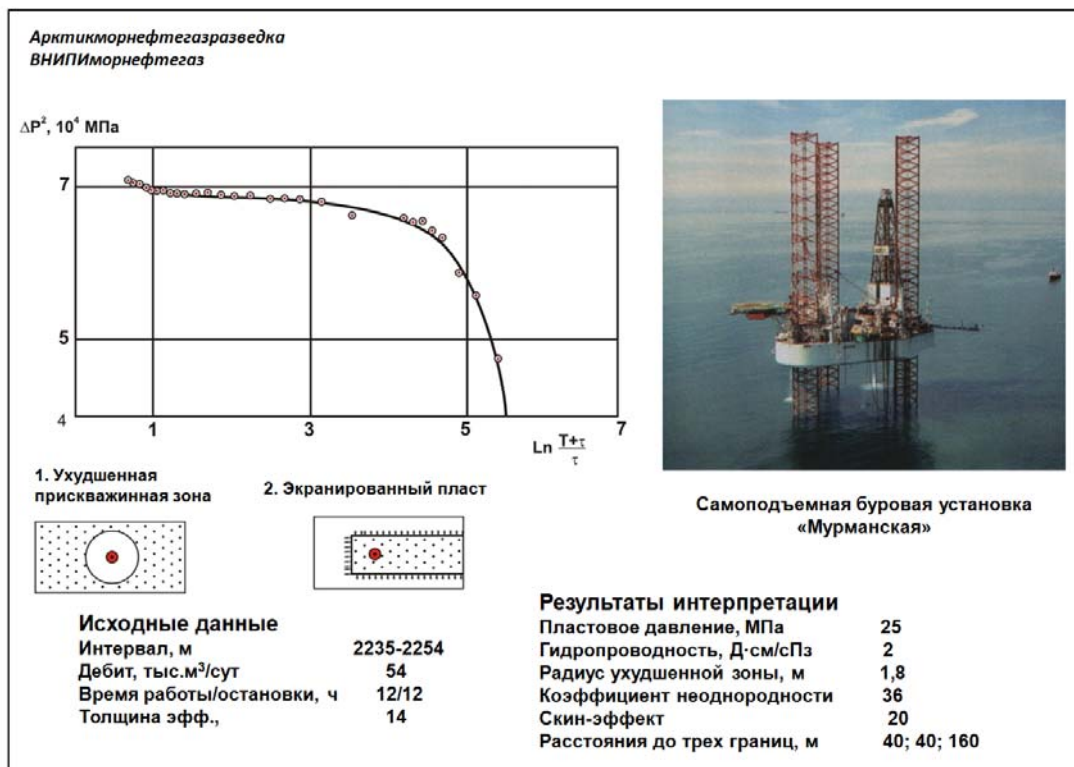 Арктикморнефтегазразведка
ВНИПИморнефтегаз
ΔP², 10⁴ МПа
7
5
4
1 3 5 7
Ln T+τ
τ
1. Ухудшенная
прискважинная зона
2. Экранированный пласт
Самоподъемная буровая установка
«Мурманская»
Исходные данные
Интервал, м 2235-2254
Дебит, тыс.м³/сут 54
Время работы/остановки, ч 12/12
Толщина эфф., 14
Результаты интерпретации
Пластовое давление, МПа 25
Гидропроводность, Д·см/сПз 2
Радиус ухудшенной зоны, м 1,8
Коэффициент неоднородности 36
Скин-эффект 20
Расстояния до трех границ, м 40; 40; 160